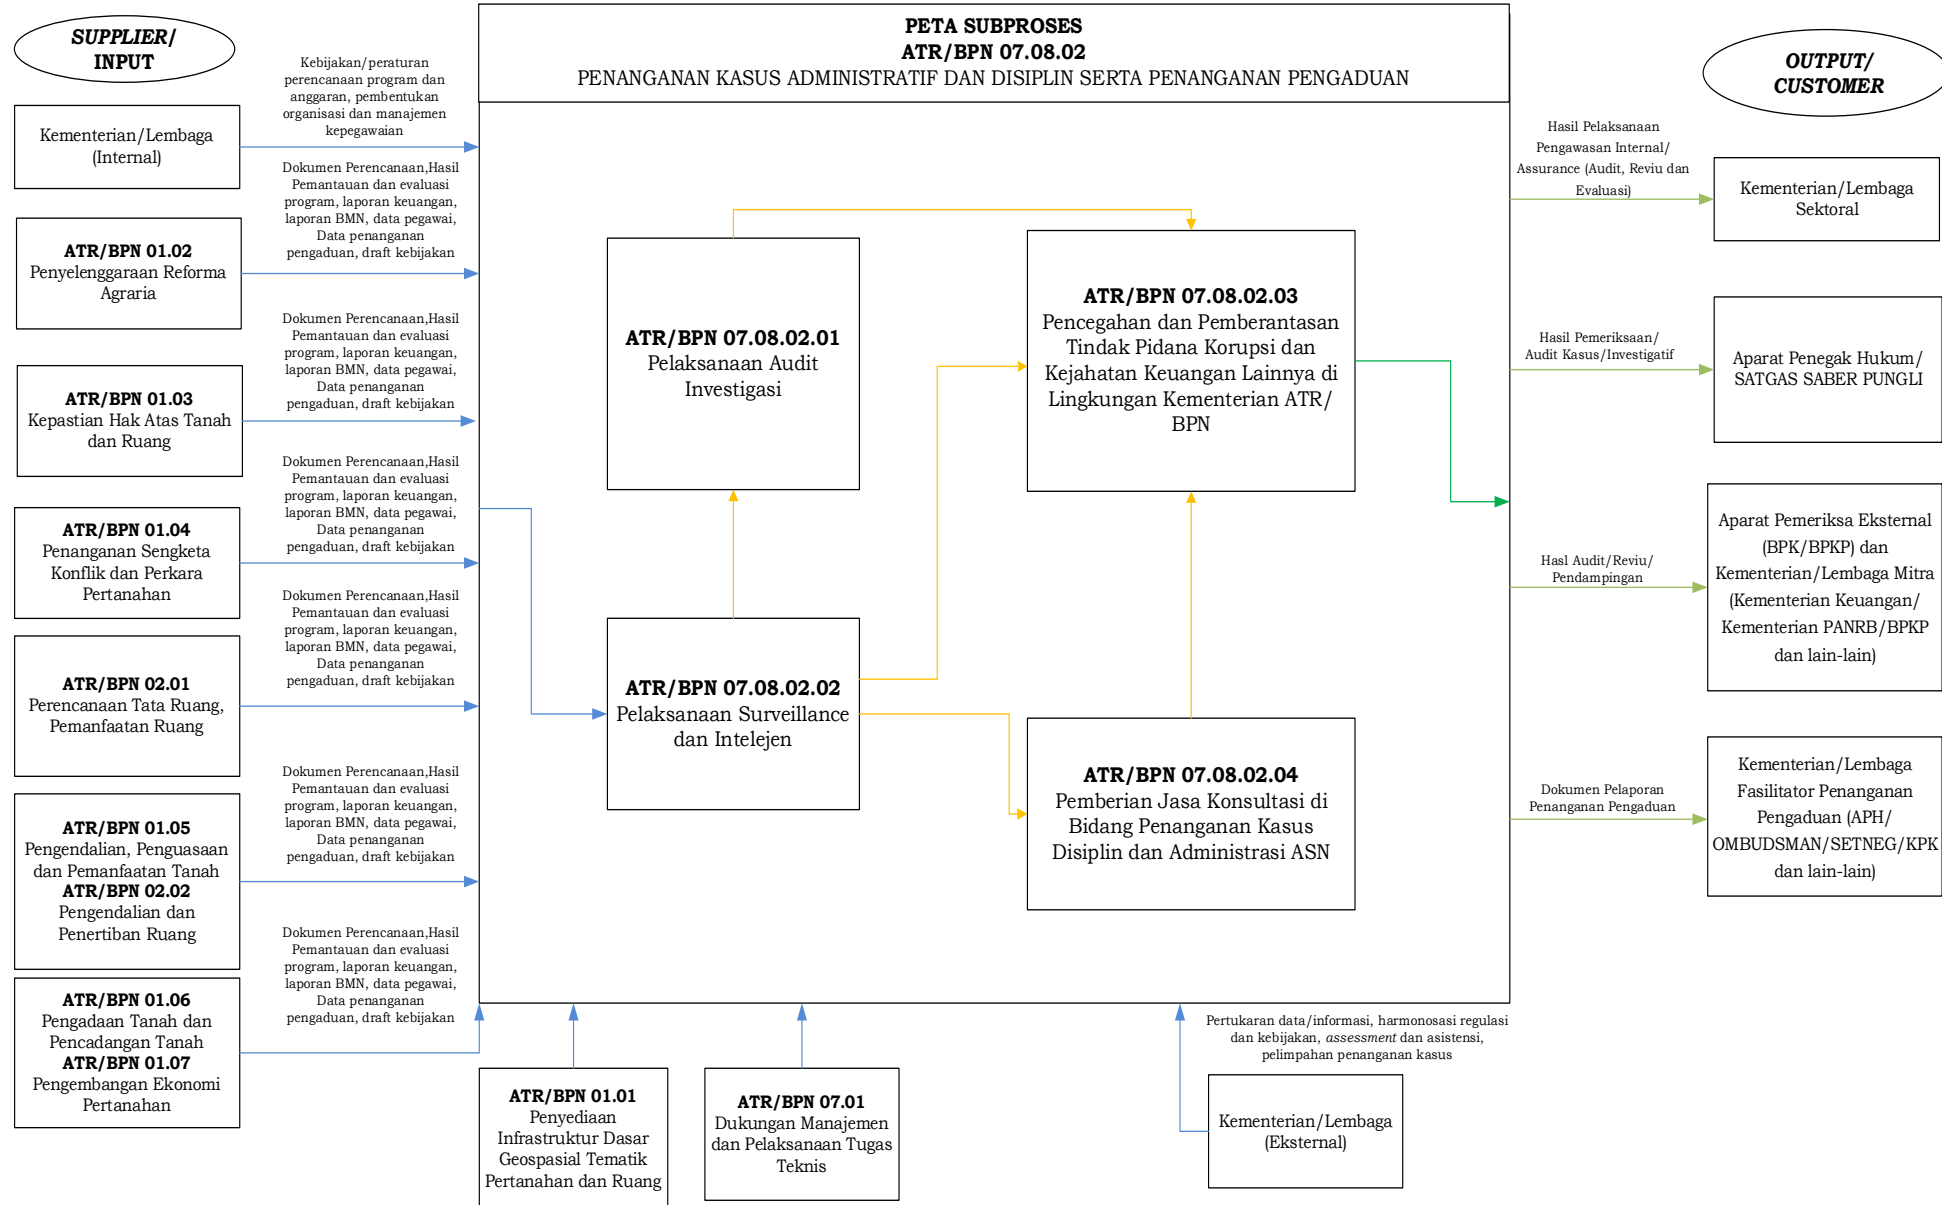 SUPPLIER/
INPUT
PETA SUBPROSES
ATR/BPN 07.08.02
PENANGANAN KASUS ADMINISTRATIF DAN DISIPLIN SERTA PENANGANAN PENGADUAN
OUTPUT/
CUSTOMER
Kementerian/Lembaga
(Internal)
Kebijakan/peraturan
perencanaan program dan
anggaran, pembentukan
organisasi dan manajemen
kepegawaian
ATR/BPN 01.02
Penyelenggaraan Reforma
Agraria
Dokumen Perencanaan,Hasil
Pemantauan dan evaluasi
program, laporan keuangan,
laporan BMN, data pegawai,
Data penanganan
pengaduan, draft kebijakan
ATR/BPN 01.03
Kepastian Hak Atas Tanah
dan Ruang
Dokumen Perencanaan,Hasil
Pemantauan dan evaluasi
program, laporan keuangan,
laporan BMN, data pegawai,
Data penanganan
pengaduan, draft kebijakan
ATR/BPN 01.04
Penanganan Sengketa
Konflik dan Perkara
Pertanahan
Dokumen Perencanaan,Hasil
Pemantauan dan evaluasi
program, laporan keuangan,
laporan BMN, data pegawai,
Data penanganan
pengaduan, draft kebijakan
ATR/BPN 02.01
Perencanaan Tata Ruang,
Pemanfaatan Ruang
Dokumen Perencanaan,Hasil
Pemantauan dan evaluasi
program, laporan keuangan,
laporan BMN, data pegawai,
Data penanganan
pengaduan, draft kebijakan
ATR/BPN 01.05
Pengendalian, Penguasaan
dan Pemanfaatan Tanah
ATR/BPN 02.02
Pengendalian dan
Penertiban Ruang
Dokumen Perencanaan,Hasil
Pemantauan dan evaluasi
program, laporan keuangan,
laporan BMN, data pegawai,
Data penanganan
pengaduan, draft kebijakan
ATR/BPN 01.06
Pengadaan Tanah dan
Pencadangan Tanah
ATR/BPN 01.07
Pengembangan Ekonomi
Pertanahan
Dokumen Perencanaan,Hasil
Pemantauan dan evaluasi
program, laporan keuangan,
laporan BMN, data pegawai,
Data penanganan
pengaduan, draft kebijakan
ATR/BPN 07.08.02.01
Pelaksanaan Audit
Investigasi
ATR/BPN 07.08.02.03
Pencegahan dan Pemberantasan
Tindak Pidana Korupsi dan
Kejahatan Keuangan Lainnya di
Lingkungan Kementerian ATR/
BPN
ATR/BPN 07.08.02.02
Pelaksanaan Surveillance
dan Intelejen
ATR/BPN 07.08.02.04
Pemberian Jasa Konsultasi di
Bidang Penanganan Kasus
Disiplin dan Administrasi ASN
ATR/BPN 01.01
Penyediaan
Infrastruktur Dasar
Geospasial Tematik
Pertanahan dan Ruang
ATR/BPN 07.01
Dukungan Manajemen
dan Pelaksanaan Tugas
Teknis
Pertukaran data/informasi, harmonosasi regulasi
dan kebijakan, assessment dan asistensi,
pelimpahan penanganan kasus
Kementerian/Lembaga
(Eksternal)
Hasil Pelaksanaan
Pengawasan Internal/
Assurance (Audit, Reviu dan
Evaluasi)
Kementerian/Lembaga
Sektoral
Hasil Pemeriksaan/
Audit Kasus/Investigatif
Aparat Penegak Hukum/
SATGAS SABER PUNGLI
Hasl Audit/Reviu/
Pendampingan
Aparat Pemeriksa Eksternal
(BPK/BPKP) dan
Kementerian/Lembaga Mitra
(Kementerian Keuangan/
Kementerian PANRB/BPKP
dan lain-lain)
Dokumen Pelaporan
Penanganan Pengaduan
Kementerian/Lembaga
Fasilitator Penanganan
Pengaduan (APH/
OMBUDSMAN/SETNEG/KPK
dan lain-lain)